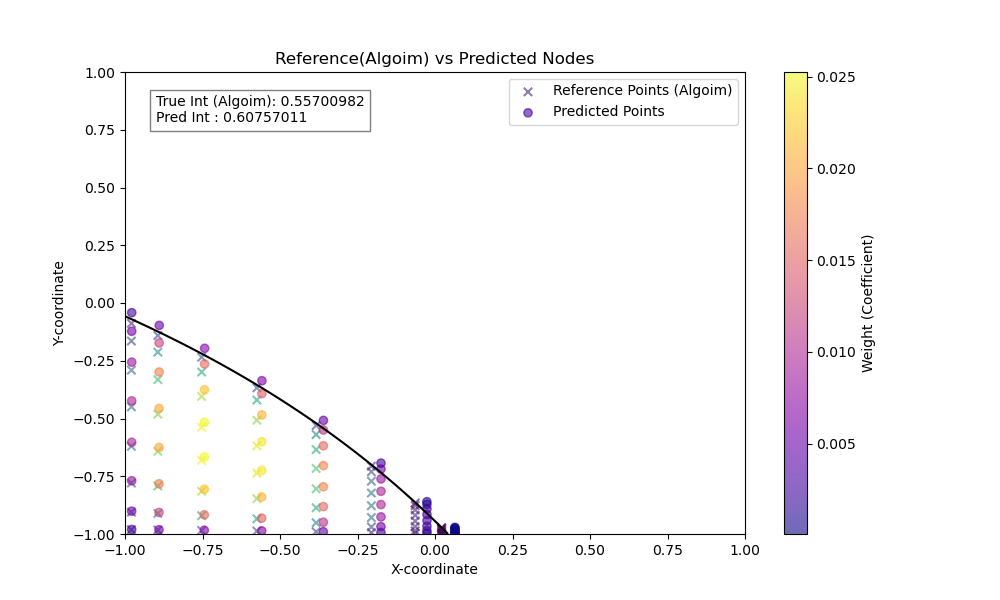 Reference(Algoim) vs Predicted Nodes
True Int (Algoim): 0.55700982
Pred Int : 0.60757011
Reference Points (Algoim)
Predicted Points
1.00
0.75
0.50
0.25
0.00
−0.25
−0.50
−0.75
−1.00
Y-coordinate
−1.00
−0.75
−0.50
−0.25
0.00
0.25
0.50
0.75
1.00
X-coordinate
0.025
0.020
0.015
0.010
0.005
Weight (Coefficient)